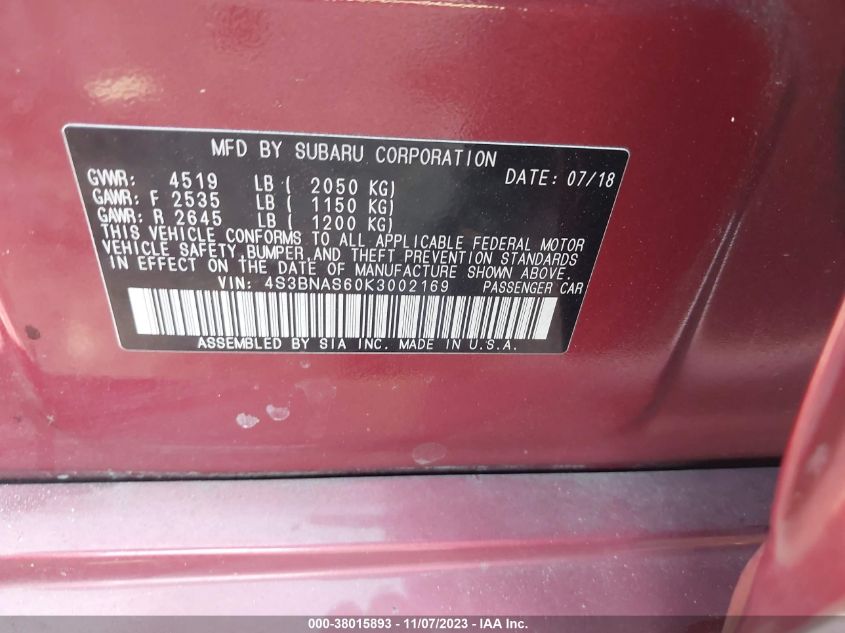 MFD BY SUBARU CORPORATION DATE: 07/18
GVWR: 4519 LB ( 2050 KG)
GAWR: F 2535 LB ( 1150 KG)
GAWR: R 2645 LB ( 1200 KG)
THIS VEHICLE CONFORMS TO ALL APPLICABLE FEDERAL MOTOR
VEHICLE SAFETY, BUMPER, AND THEFT PREVENTION STANDARDS
IN EFFECT ON THE DATE OF MANUFACTURE SHOWN ABOVE.
VIN: 4S3BNAS60K3002169 PASSENGER CAR
ASSEMBLED BY SIA INC. MADE IN U.S.A.
000-38015893 - 11/07/2023 - IAA Inc.